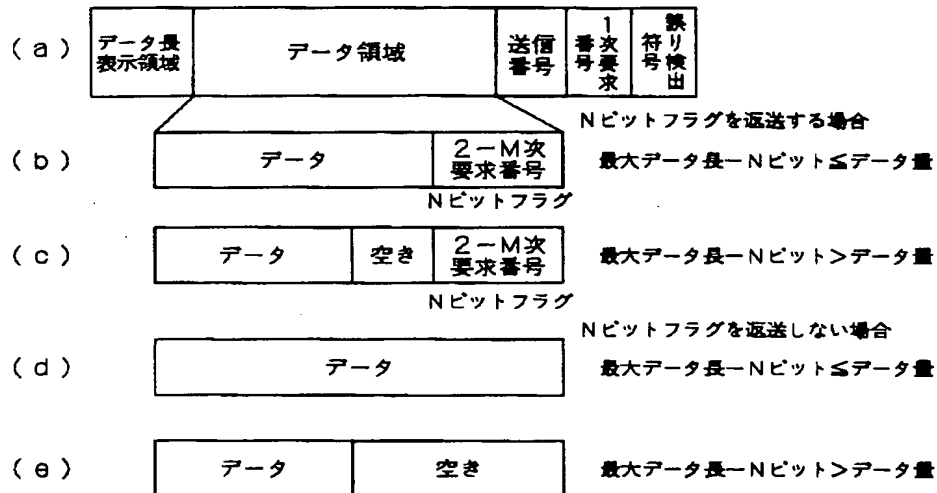 (a)
データ長
表示領域
データ領域
送信
番号
1次要求
番号
誤り検出
符号
Nビットフラグを返送する場合
(b)
データ
2-M次
要求番号
最大データ長-Nビット≦データ量
Nビットフラグ
(c)
データ
空き
2-M次
要求番号
最大データ長-Nビット>データ量
Nビットフラグ
Nビットフラグを返送しない場合
(d)
データ
最大データ長-Nビット≦データ量
(e)
データ
空き
最大データ長-Nビット>データ量